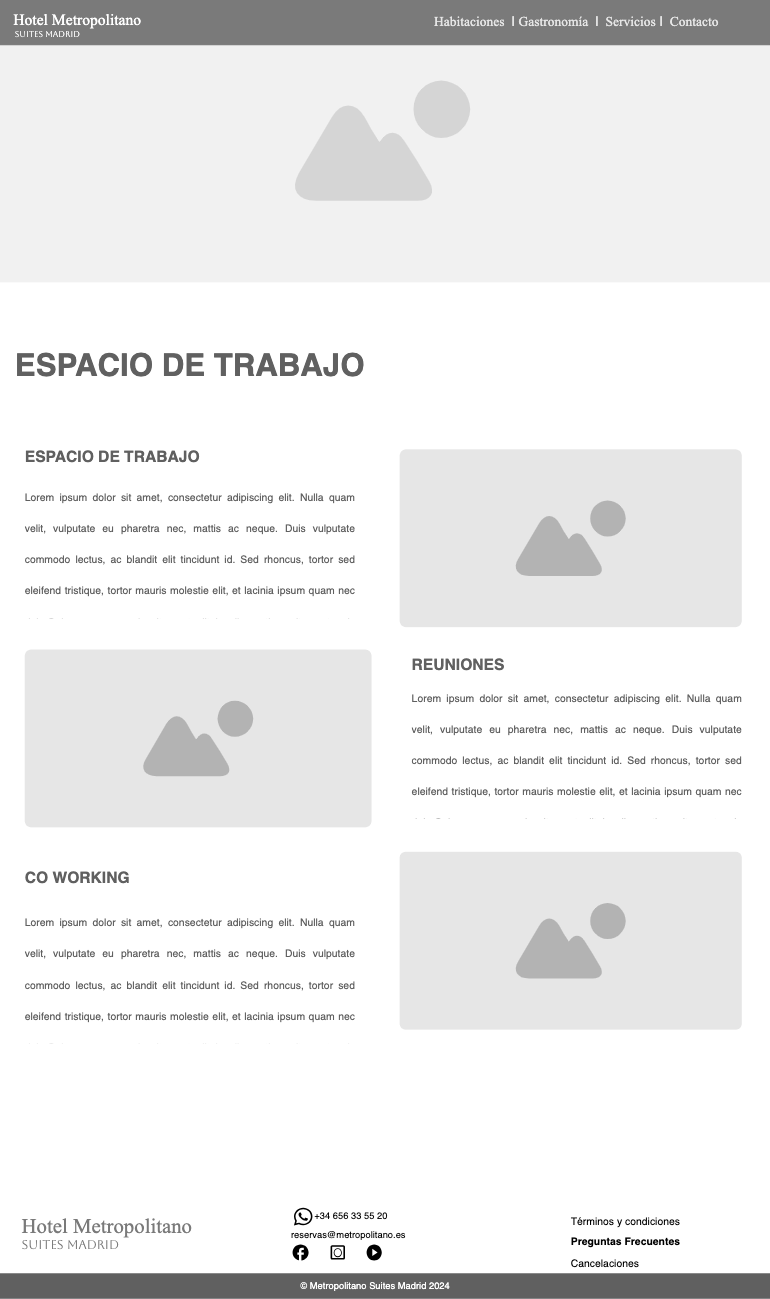 Hotel Metropolitano
SUITES MADRID
Habitaciones | Gastronomía | Servicios | Contacto
ESPACIO DE TRABAJO
ESPACIO DE TRABAJO
Lorem ipsum dolor sit amet, consectetur adipiscing elit. Nulla quam
velit, vulputate eu pharetra nec, mattis ac neque. Duis vulputate
commodo lectus, ac blandit elit tincidunt id. Sed rhoncus, tortor sed
eleifend tristique, tortor mauris molestie elit, et lacinia ipsum quam nec
REUNIONES
Lorem ipsum dolor sit amet, consectetur adipiscing elit. Nulla quam
velit, vulputate eu pharetra nec, mattis ac neque. Duis vulputate
commodo lectus, ac blandit elit tincidunt id. Sed rhoncus, tortor sed
eleifend tristique, tortor mauris molestie elit, et lacinia ipsum quam nec
CO WORKING
Lorem ipsum dolor sit amet, consectetur adipiscing elit. Nulla quam
velit, vulputate eu pharetra nec, mattis ac neque. Duis vulputate
commodo lectus, ac blandit elit tincidunt id. Sed rhoncus, tortor sed
eleifend tristique, tortor mauris molestie elit, et lacinia ipsum quam nec
Hotel Metropolitano
SUITES MADRID
+34 656 33 55 20
reservas@metropolitano.es
Términos y condiciones
Preguntas Frecuentes
Cancelaciones
© Metropolitano Suites Madrid 2024